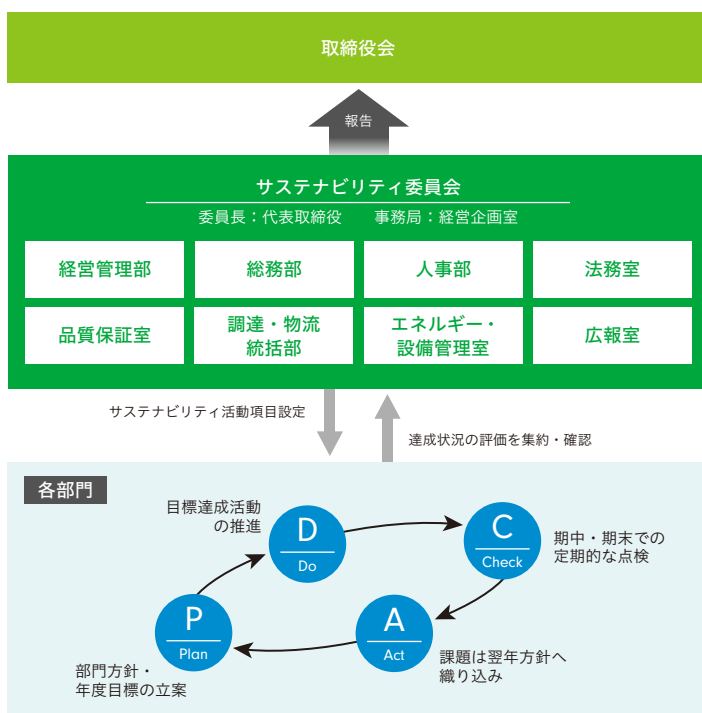 取締役会
報告
サステナビリティ委員会
委員長：代表取締役　事務局：経営企画室
経営管理部
総務部
人事部
法務室
品質保証室
調達・物流
統括部
エネルギー・
設備管理室
広報室
サステナビリティ活動項目設定
達成状況の評価を集約・確認
各部門
目標達成活動
の推進
D
Do
C
Check
期中・期末での
定期的な点検
P
Plan
部門方針・
年度目標の立案
A
Act
課題は翌年方針へ
織り込み